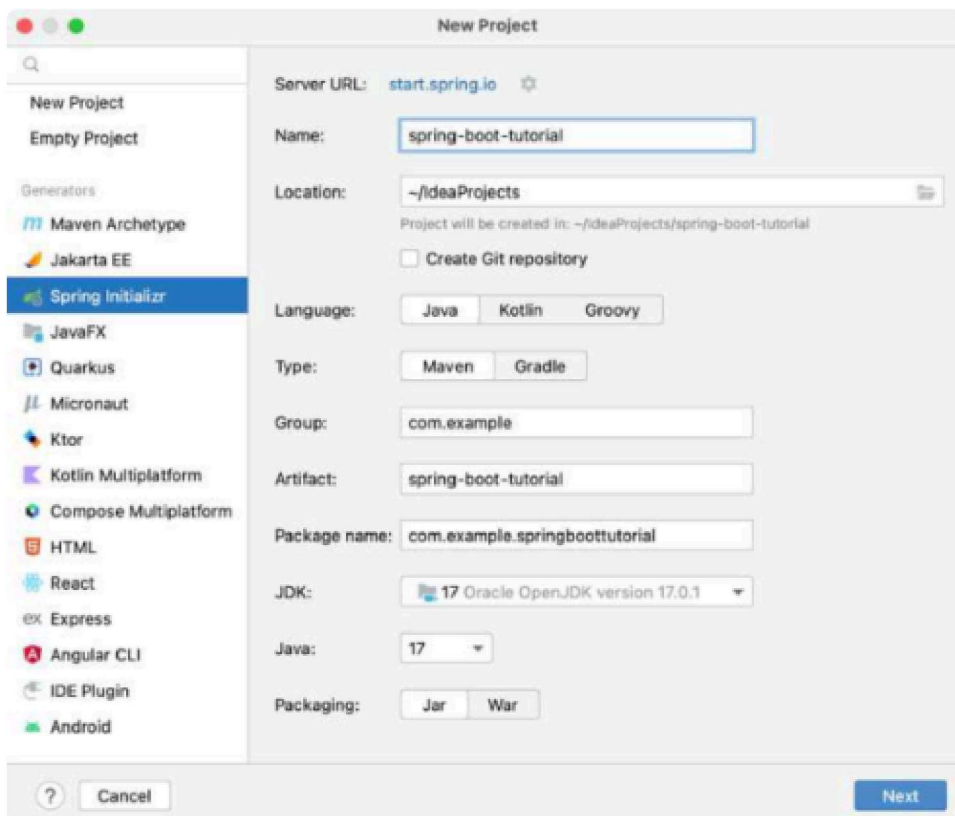 New Project
New Project
Empty Project
Generators
Maven Archetype
Jakarta EE
Spring Initializr
JavaFX
Quarkus
Micronaut
Ktor
Kotlin Multiplatform
Compose Multiplatform
HTML
React
ex Express
Angular CLI
IDE Plugin
Android
Server URL: start.spring.io
Name: spring-boot-tutorial
Location: ~/IdeaProjects
Project will be created in: ~/IdeaProjects/spring-boot-tutorial
Create Git repository
Language: Java Kotlin Groovy
Type: Maven Gradle
Group: com.example
Artifact: spring-boot-tutorial
Package name: com.example.springboottutorial
JDK: 17 Oracle OpenJDK version 17.0.1
Java: 17
Packaging: Jar War
? Cancel Next